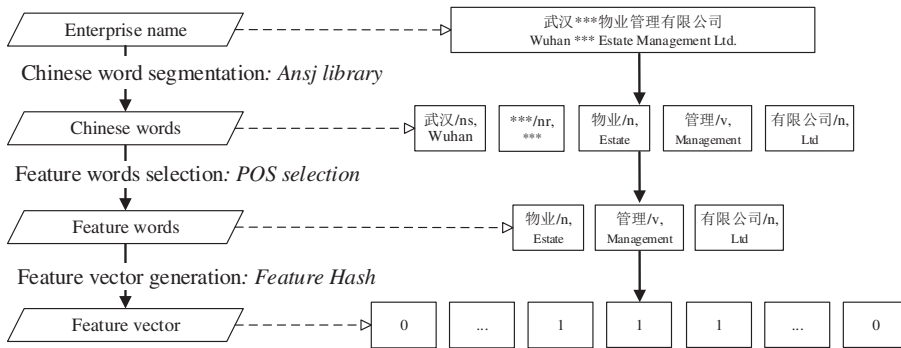 Enterprise name
武汉***物业管理有限公司
Wuhan *** Estate Management Ltd.
Chinese word segmentation: Ansj library
Chinese words
武汉/ns,
Wuhan
***/nr,
***
物业/n,
Estate
管理/v,
Management
有限公司/n,
Ltd
Feature words selection: POS selection
Feature words
物业/n,
Estate
管理/v,
Management
有限公司/n,
Ltd
Feature vector generation: Feature Hash
Feature vector
0
...
1
1
1
...
0